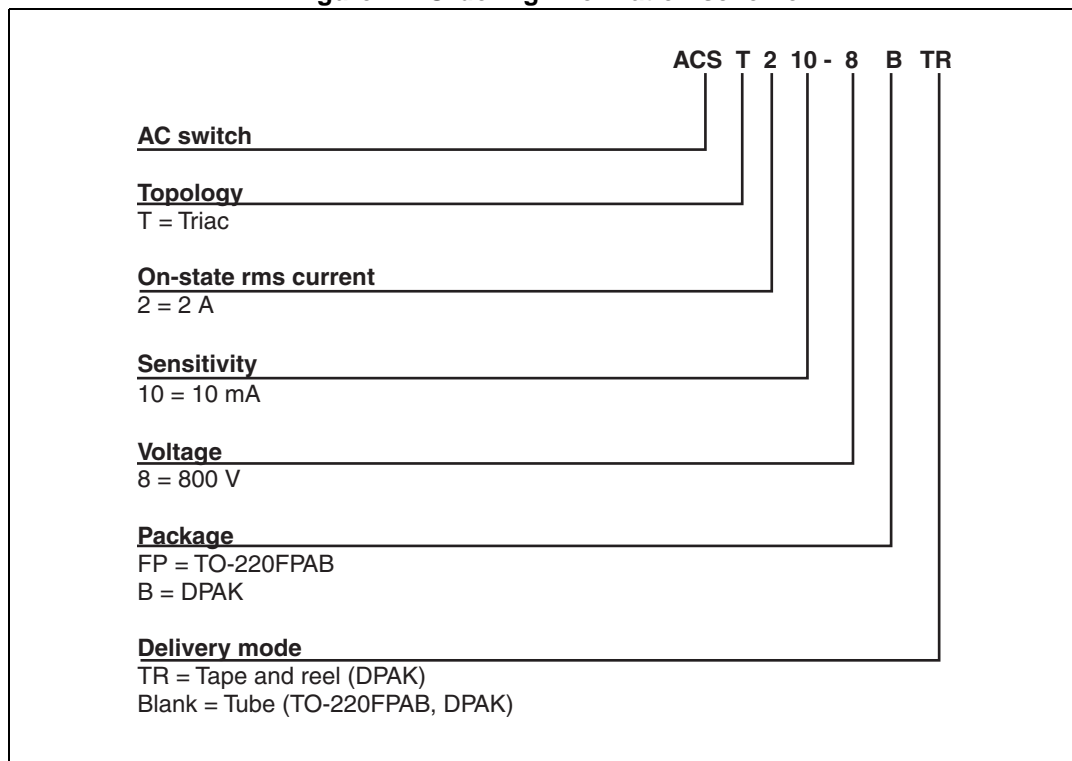 ACS T 2 10 - 8 B TR
AC switch
Topology
T = Triac
On-state rms current
2 = 2 A
Sensitivity
10 = 10 mA
Voltage
8 = 800 V
Package
FP = TO-220FPAB
B = DPAK
Delivery mode
TR = Tape and reel (DPAK)
Blank = Tube (TO-220FPAB, DPAK)